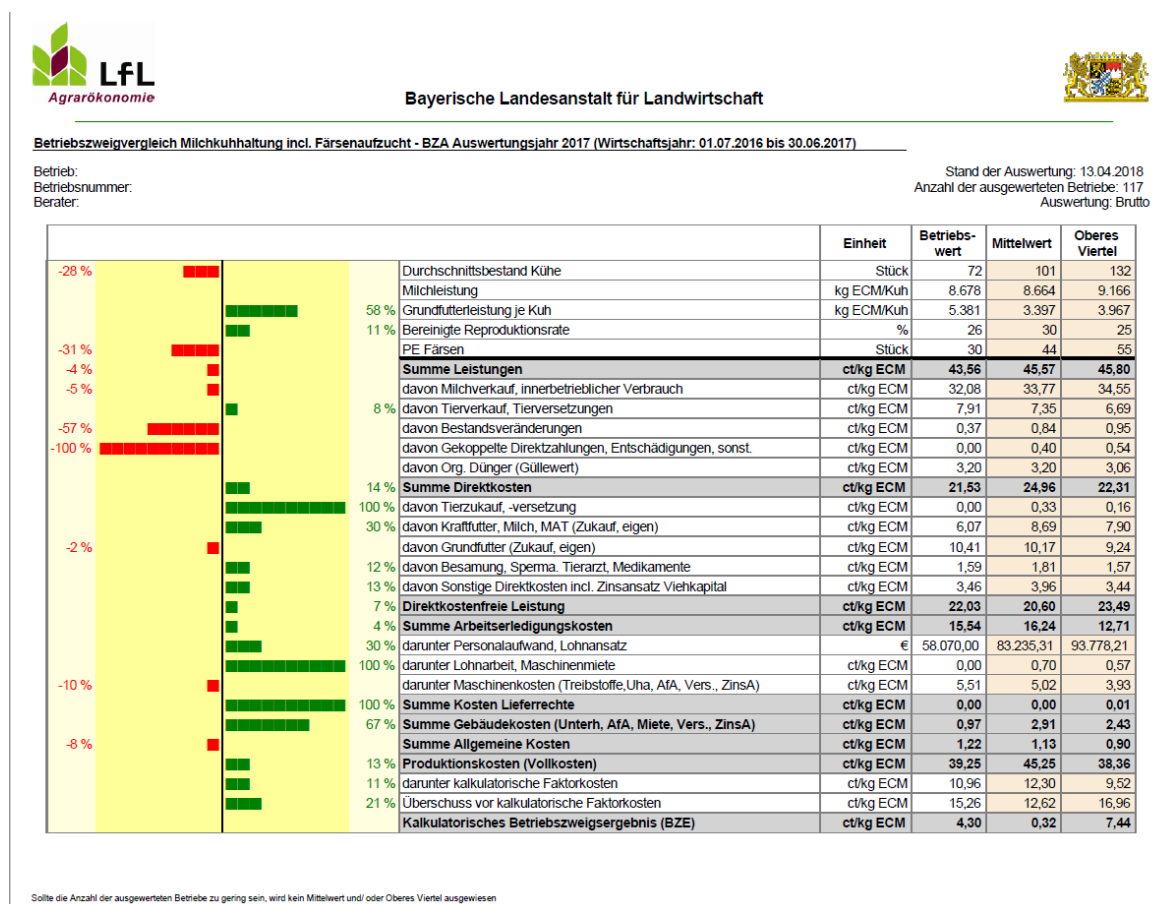 LfL
Agrarökonomie
Bayerische Landesanstalt für Landwirtschaft
Betriebszweigvergleich Milchkuhhaltung incl. Färsenaufzucht - BZA Auswertungsjahr 2017 (Wirtschaftsjahr: 01.07.2016 bis 30.06.2017)
Betrieb: Stand der Auswertung: 13.04.2018
Betriebsnummer: Anzahl der ausgewerteten Betriebe: 117
Berater: Auswertung: Brutto
Einheit Betriebs-wert Mittelwert Oberes Viertel
-28 % Durchschnittsbestand Kühe Stück 72 101 132
Milchleistung kg ECM/Kuh 8.678 8.664 9.166
58 % Grundfutterleistung je Kuh kg ECM/Kuh 5.381 3.397 3.967
11 % Bereinigte Reproduktionsrate % 26 30 25
-31 % PE Färsen Stück 30 44 55
-4 % Summe Leistungen ct/kg ECM 43,56 45,57 45,80
-5 % davon Milchverkauf, innerbetrieblicher Verbrauch ct/kg ECM 32,08 33,77 34,55
8 % davon Tierverkauf, Tierversetzungen ct/kg ECM 7,91 7,35 6,69
-57 % davon Bestandsveränderungen ct/kg ECM 0,37 0,84 0,95
-100 % davon Gekoppelte Direktzahlungen, Entschädigungen, sonst. ct/kg ECM 0,00 0,40 0,54
davon Org. Dünger (Güllewert) ct/kg ECM 3,20 3,20 3,06
14 % Summe Direktkosten ct/kg ECM 21,53 24,96 22,31
100 % davon Tierzukauf, -versetzung ct/kg ECM 0,00 0,33 0,16
30 % davon Kraftfutter, Milch, MAT (Zukauf, eigen) ct/kg ECM 6,07 8,69 7,90
-2 % davon Grundfutter (Zukauf, eigen) ct/kg ECM 10,41 10,17 9,24
12 % davon Besamung, Sperma. Tierarzt, Medikamente ct/kg ECM 1,59 1,81 1,57
13 % davon Sonstige Direktkosten incl. Zinsansatz Viehkapital ct/kg ECM 3,46 3,96 3,44
7 % Direktkostenfreie Leistung ct/kg ECM 22,03 20,60 23,49
4 % Summe Arbeitserledigungskosten ct/kg ECM 15,54 16,24 12,71
30 % darunter Personalaufwand, Lohnansatz € 58.070,00 83.235,31 93.778,21
100 % darunter Lohnarbeit, Maschinenmiete ct/kg ECM 0,00 0,70 0,57
-10 % darunter Maschinenkosten (Treibstoffe,Uha, AfA, Vers., ZinsA) ct/kg ECM 5,51 5,02 3,93
100 % Summe Kosten Lieferrechte ct/kg ECM 0,00 0,00 0,01
67 % Summe Gebäudekosten (Unterh, AfA, Miete, Vers., ZinsA) ct/kg ECM 0,97 2,91 2,43
-8 % Summe Allgemeine Kosten ct/kg ECM 1,22 1,13 0,90
13 % Produktionskosten (Vollkosten) ct/kg ECM 39,25 45,25 38,36
11 % darunter kalkulatorische Faktorkosten ct/kg ECM 10,96 12,30 9,52
21 % Überschuss vor kalkulatorische Faktorkosten ct/kg ECM 15,26 12,62 16,96
Kalkulatorisches Betriebszweigsergebnis (BZE) ct/kg ECM 4,30 0,32 7,44
Sollte die Anzahl der ausgewerteten Betriebe zu gering sein, wird kein Mittelwert und/ oder Oberes Viertel ausgewiesen